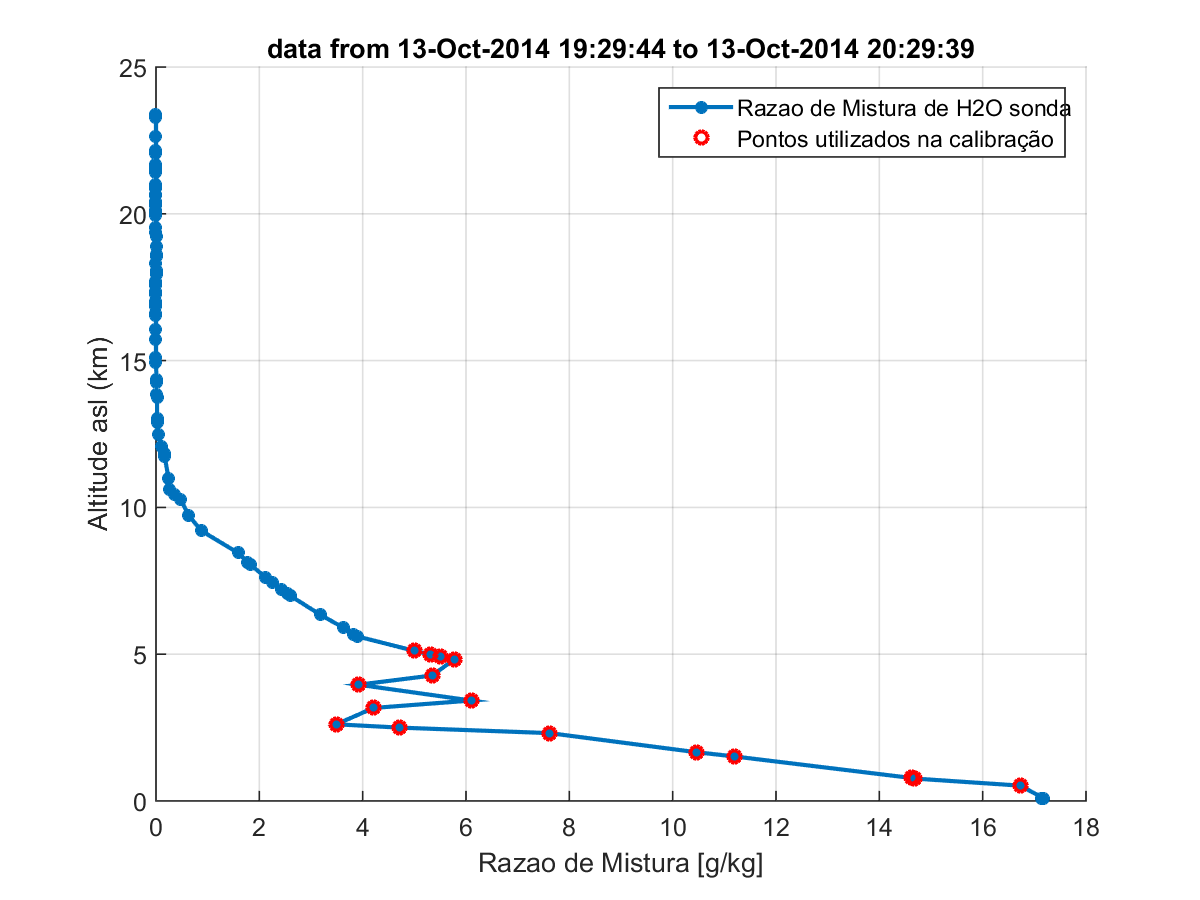 data from 13-Oct-2014 19:29:44 to 13-Oct-2014 20:29:39
Razao de Mistura de H2O sonda
Pontos utilizados na calibração
25
20
15
10
5
0
Altitude asl (km)
0 2 4 6 8 10 12 14 16 18
Razao de Mistura [g/kg]